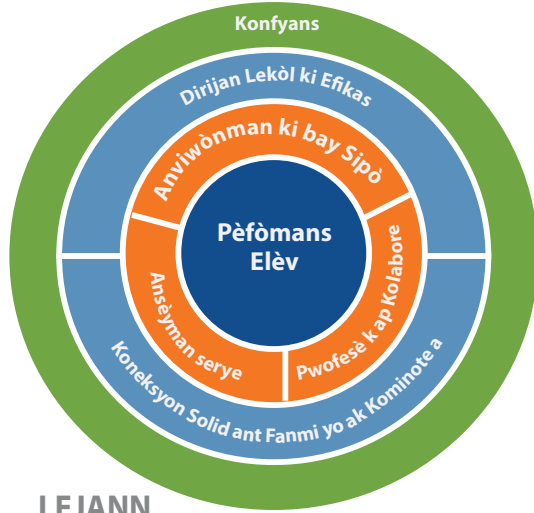 Konfyans
Dirijan Lekòl ki Efikas
Anviwònman ki bay Sipò
Pèfòmans
Elèv
Ansèyman serye
Pwofesè k ap Kolabore
Koneksyon Solid ant Fanmi yo ak Kominote a
LEJANN